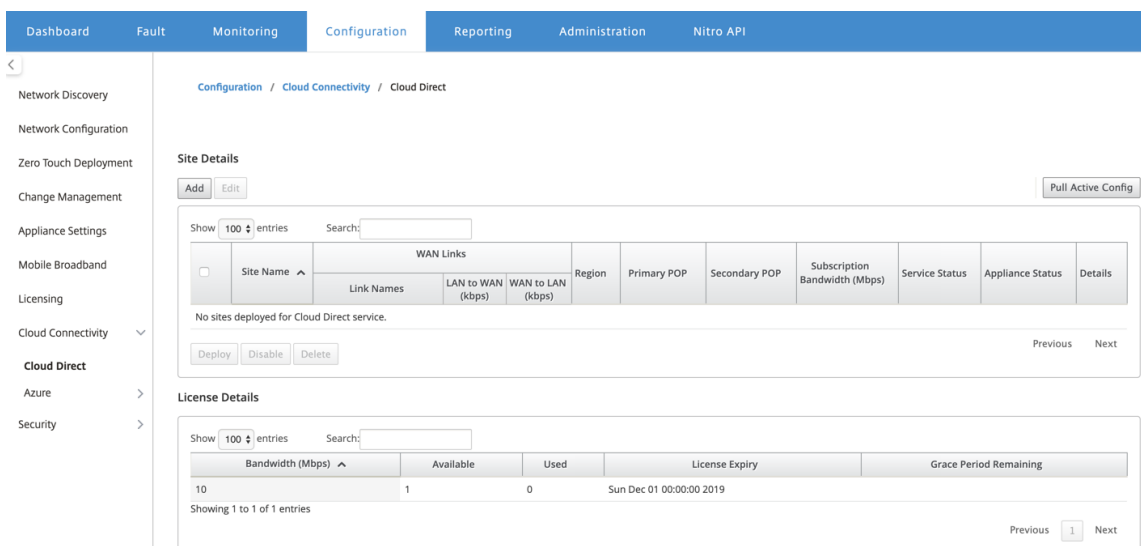 Dashboard Fault Monitoring Configuration Reporting Administration Nitro API
Network Discovery
Network Configuration
Zero Touch Deployment
Change Management
Appliance Settings
Mobile Broadband
Licensing
Cloud Connectivity
Cloud Direct
Azure
Security
Configuration / Cloud Connectivity / Cloud Direct
Site Details
Add Edit Pull Active Config
Show 100 entries Search:
Site Name WAN Links Region Primary POP Secondary POP Subscription Bandwidth (Mbps) Service Status Appliance Status Details
Link Names LAN to WAN (kbps) WAN to LAN (kbps)
No sites deployed for Cloud Direct service.
Previous Next
Deploy Disable Delete
License Details
Show 100 entries Search:
Bandwidth (Mbps) Available Used License Expiry Grace Period Remaining
10 1 0 Sun Dec 01 00:00:00 2019
Showing 1 to 1 of 1 entries
Previous 1 Next